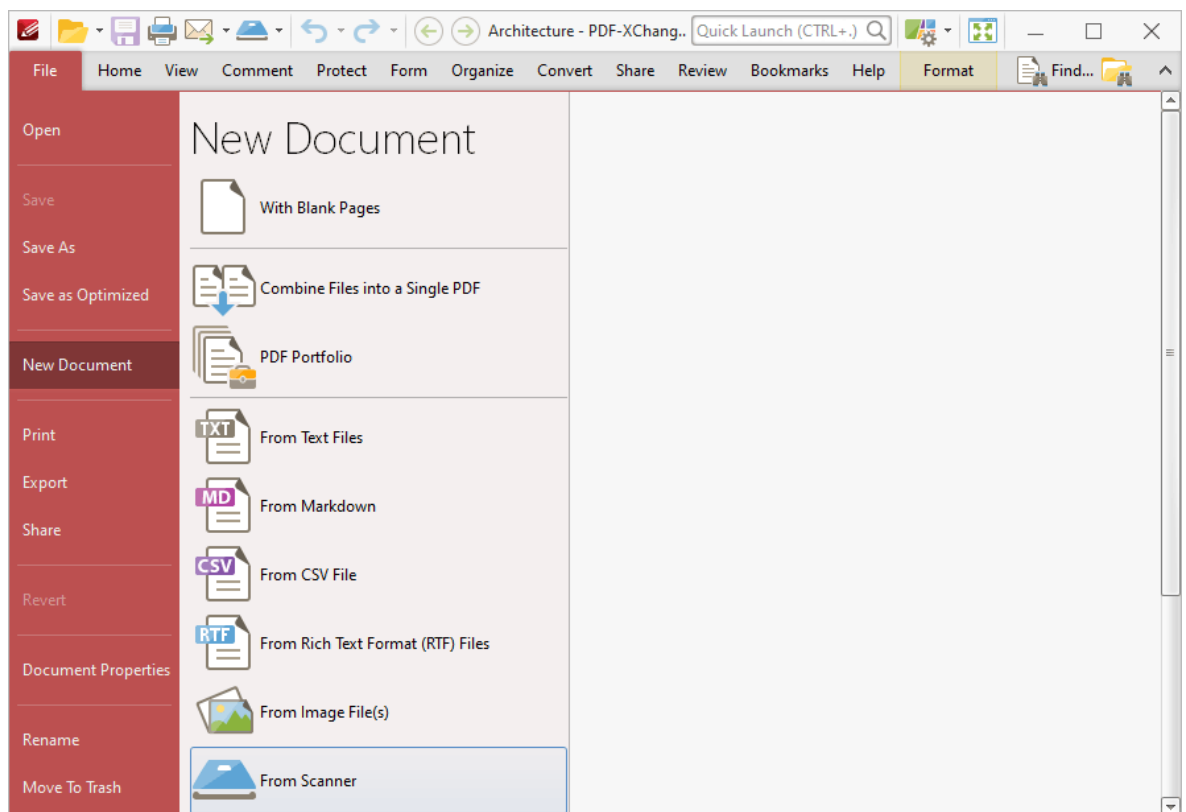 Architecture - PDF-XChang..
Quick Launch (CTRL+.)
File Home View Comment Protect Form Organize Convert Share Review Bookmarks Help Format Find...
Open
Save
Save As
Save as Optimized
New Document
Print
Export
Share
Revert
Document Properties
Rename
Move To Trash
New Document
With Blank Pages
Combine Files into a Single PDF
PDF Portfolio
TXT From Text Files
MD From Markdown
CSV From CSV File
RTF From Rich Text Format (RTF) Files
From Image File(s)
From Scanner